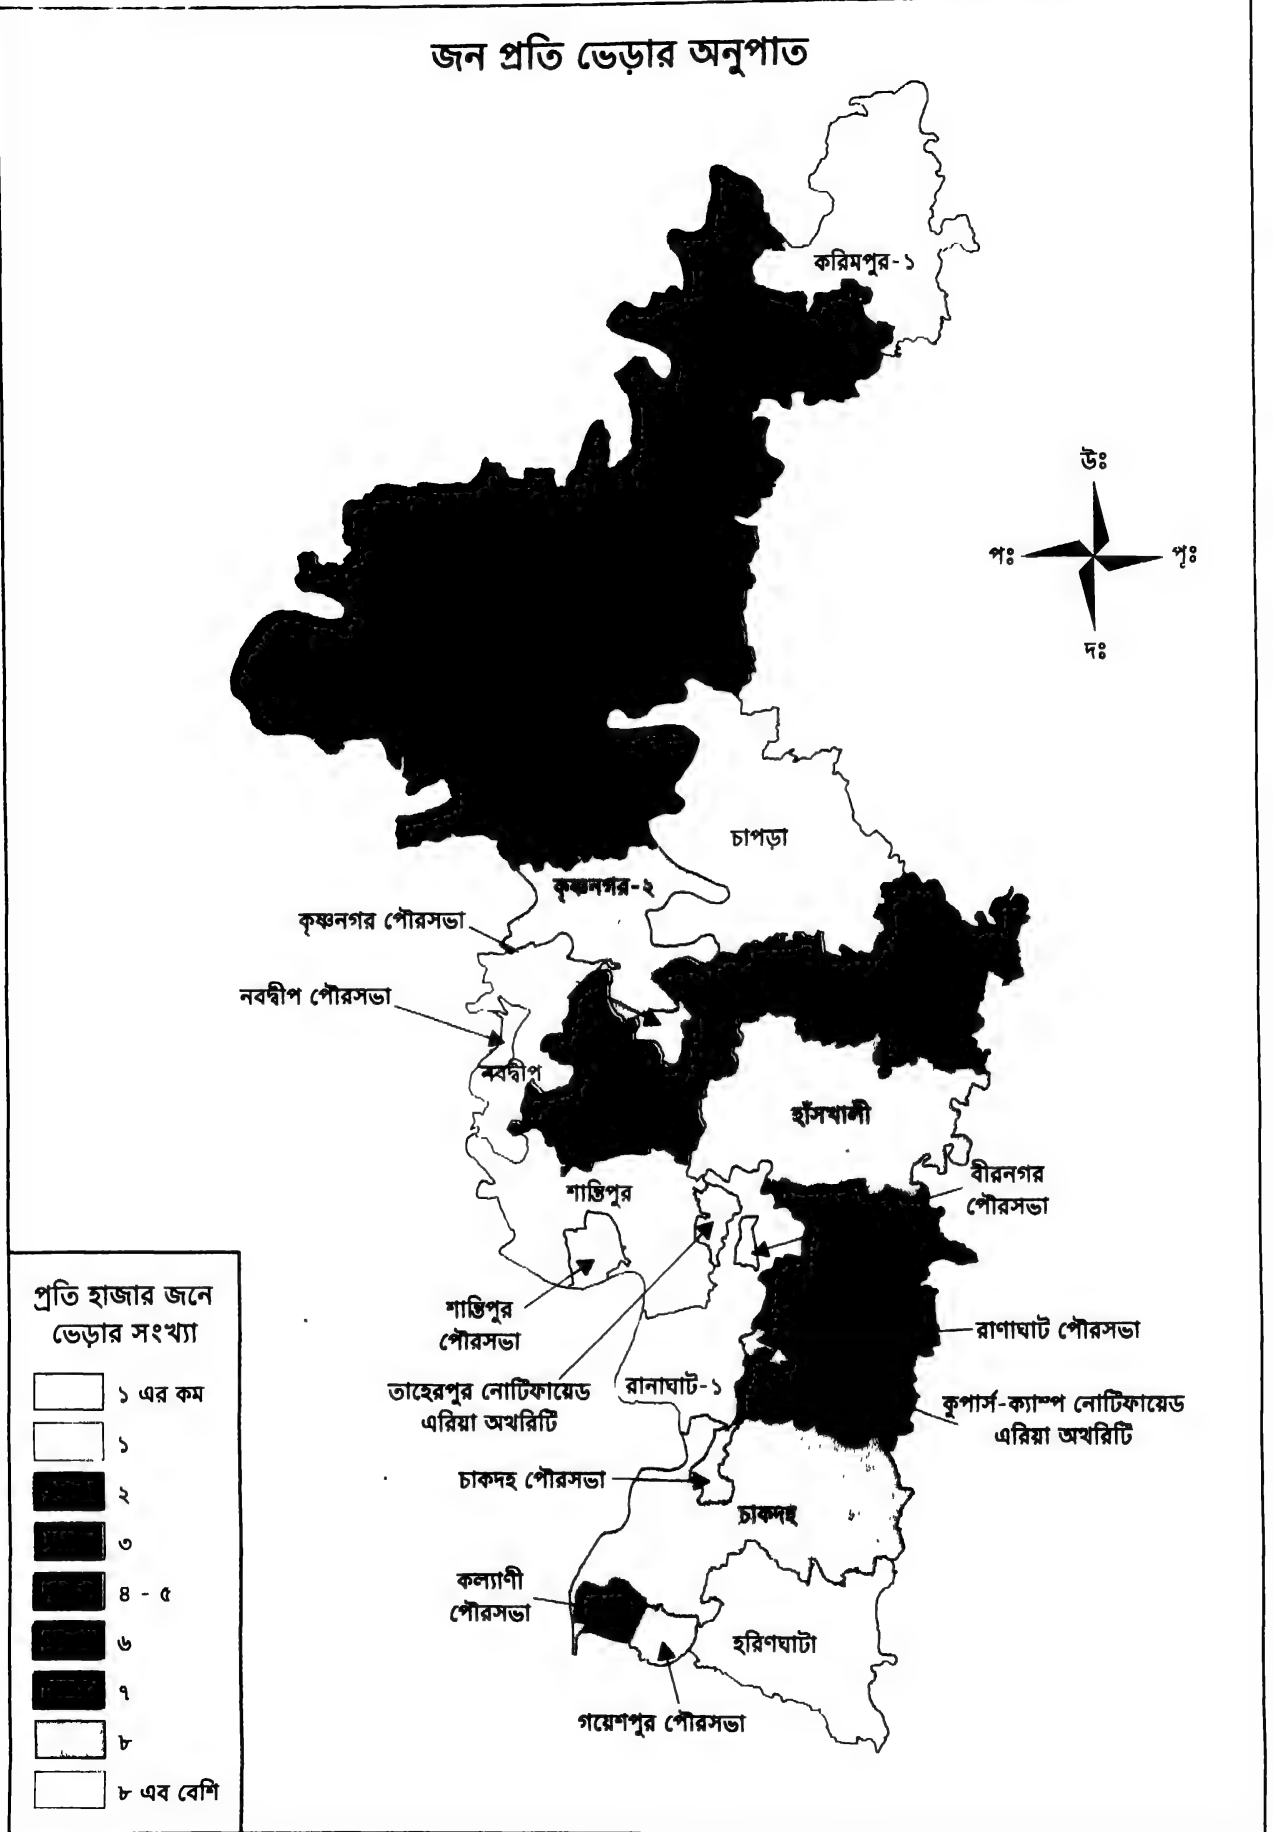 জন প্রতি ভেড়ার অনুপাত
করিমপুর-১
উঃ
পঃ
পূঃ
দঃ
চাপড়া
কৃষ্ণনগর-২
কৃষ্ণনগর পৌরসভা
নবদ্বীপ পৌরসভা
নবদ্বীপ
হাঁসখালী
বীরনগর
পৌরসভা
শান্তিপুর
শান্তিপুর
পৌরসভা
রাণাঘাট পৌরসভা
তাহেরপুর নোটিফায়েড
এরিয়া অথরিটি
রানাঘাট-১
কুপার্স-ক্যাম্প নোটিফায়েড
এরিয়া অথরিটি
চাকদহ পৌরসভা
চাকদহ
কল্যাণী
পৌরসভা
হরিণঘাটা
গয়েশপুর পৌরসভা
প্রতি হাজার জনে
ভেড়ার সংখ্যা
১ এর কম
১
২
৩
৪ - ৫
৬
৭
৮
৮ এব বেশি